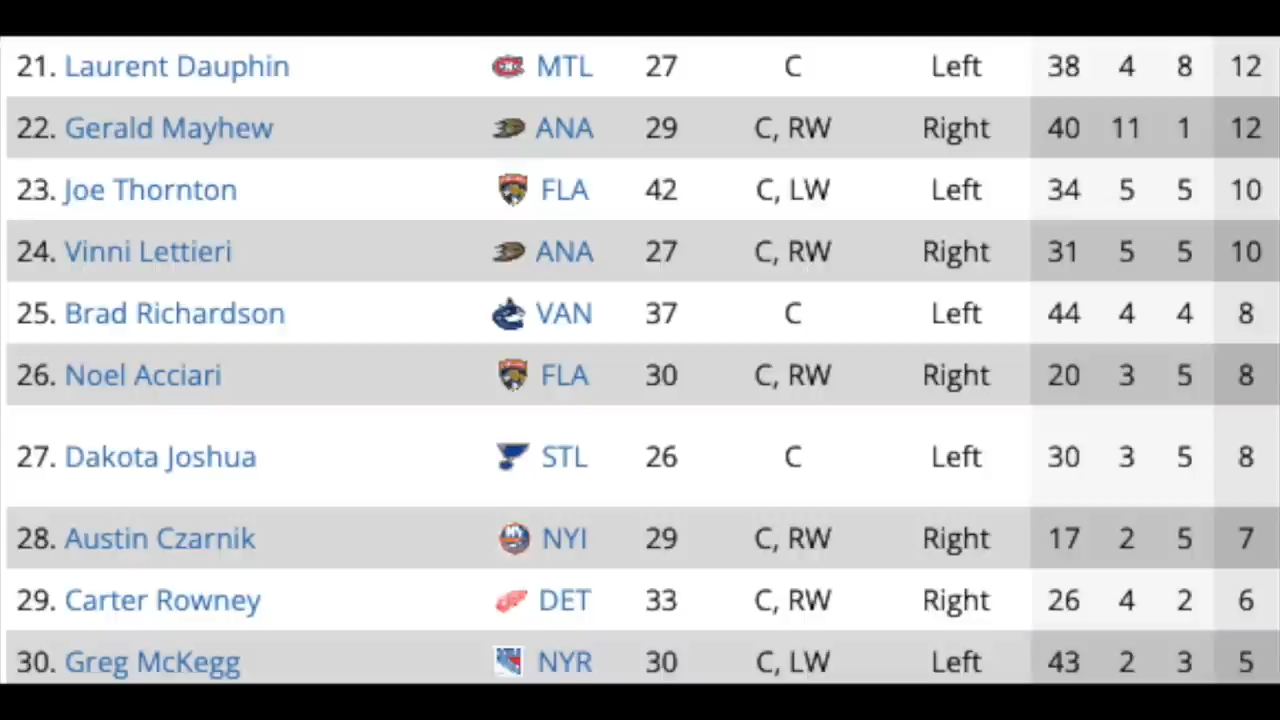 21. Laurent Dauphin MTL 27 C Left 38 4 8 12
22. Gerald Mayhew ANA 29 C, RW Right 40 11 1 12
23. Joe Thornton FLA 42 C, LW Left 34 5 5 10
24. Vinni Lettieri ANA 27 C, RW Right 31 5 5 10
25. Brad Richardson VAN 37 C Left 44 4 4 8
26. Noel Acciari FLA 30 C, RW Right 20 3 5 8
27. Dakota Joshua STL 26 C Left 30 3 5 8
28. Austin Czarnik NYI 29 C, RW Right 17 2 5 7
29. Carter Rowney DET 33 C, RW Right 26 4 2 6
30. Greg McKegg NYR 30 C, LW Left 43 2 3 5